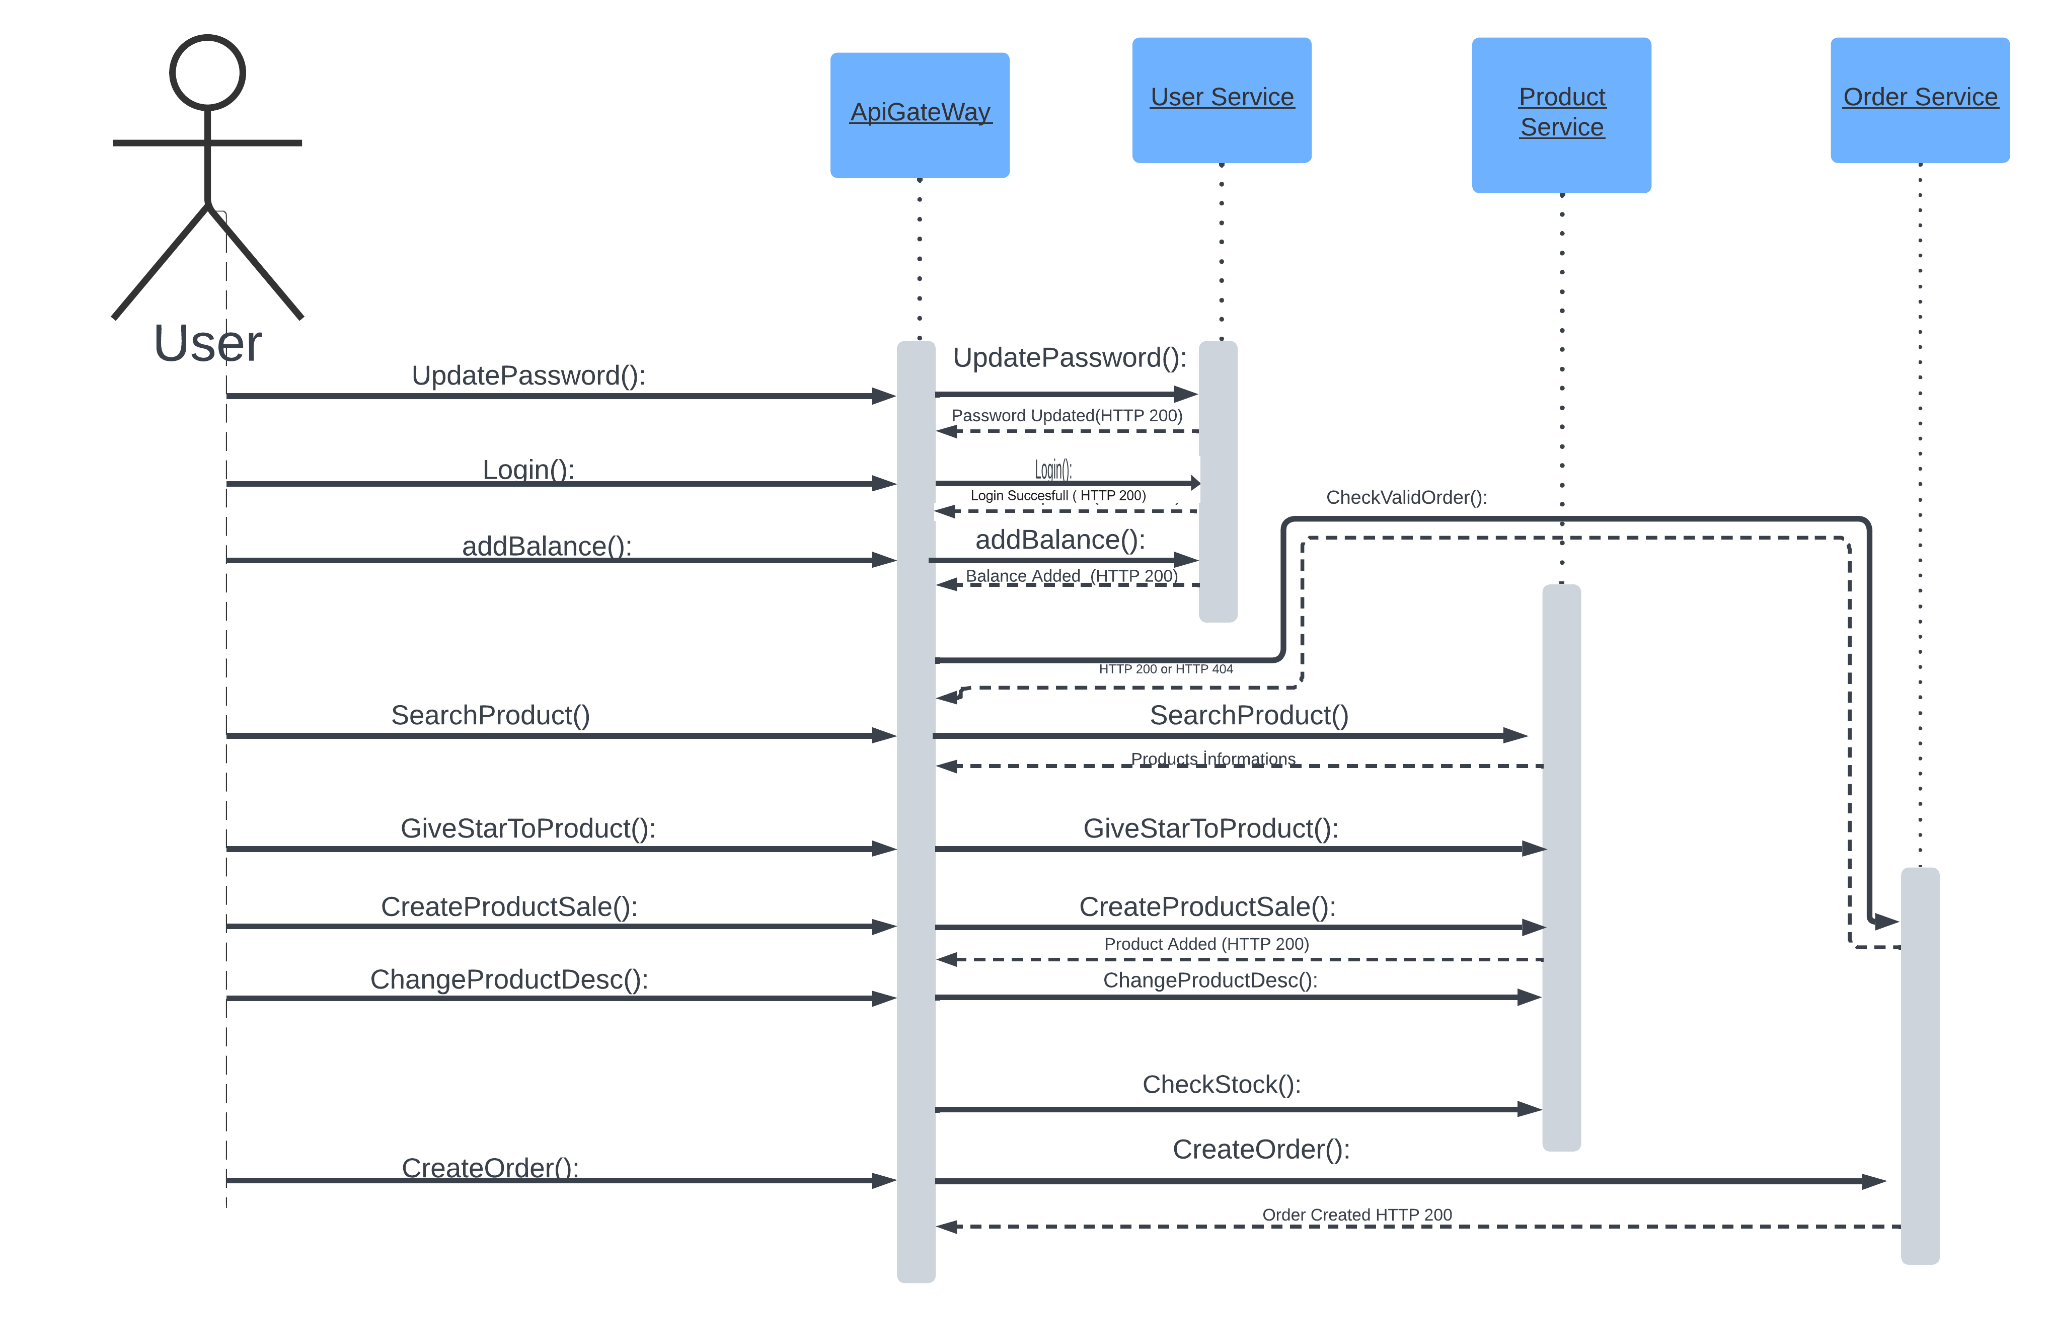 User
ApiGateWay
User Service
Product
Service
Order Service
UpdatePassword():
UpdatePassword():
Password Updated(HTTP 200)
Login():
Login():
Login Succesfull ( HTTP 200)
CheckValidOrder():
addBalance():
addBalance():
Balance Added  (HTTP 200)
HTTP 200 or HTTP 404
SearchProduct()
SearchProduct()
Products İnformations
GiveStarToProduct():
GiveStarToProduct():
CreateProductSale():
CreateProductSale():
Product Added (HTTP 200)
ChangeProductDesc():
ChangeProductDesc():
CheckStock():
CreateOrder():
CreateOrder():
Order Created HTTP 200